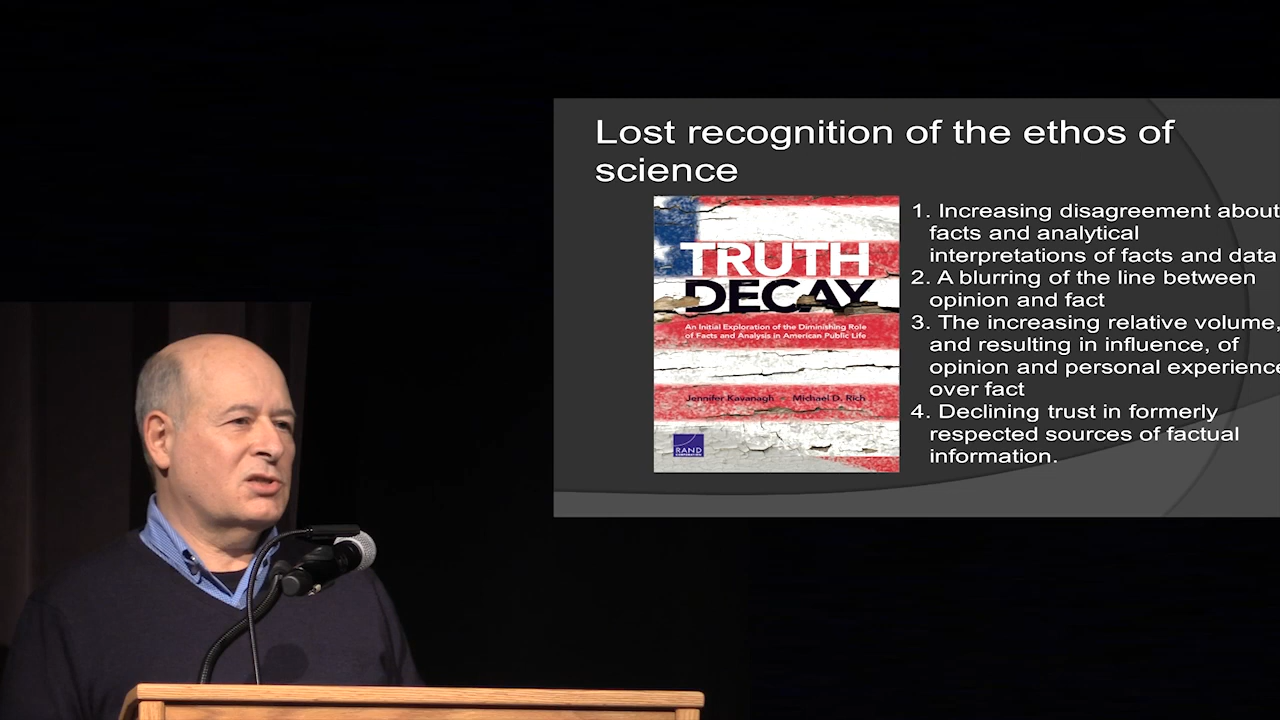 Lost recognition of the ethos of
science
TRUTH
DECAY
An Initial Exploration of the Diminishing Role
of Facts and Analysis in American Public Life
Jennifer Kavanagh Michael D. Rich
RAND
CORPORATION
1. Increasing disagreement about
facts and analytical
interpretations of facts and data
2. A blurring of the line between
opinion and fact
3. The increasing relative volume,
and resulting in influence, of
opinion and personal experience
over fact
4. Declining trust in formerly
respected sources of factual
information.